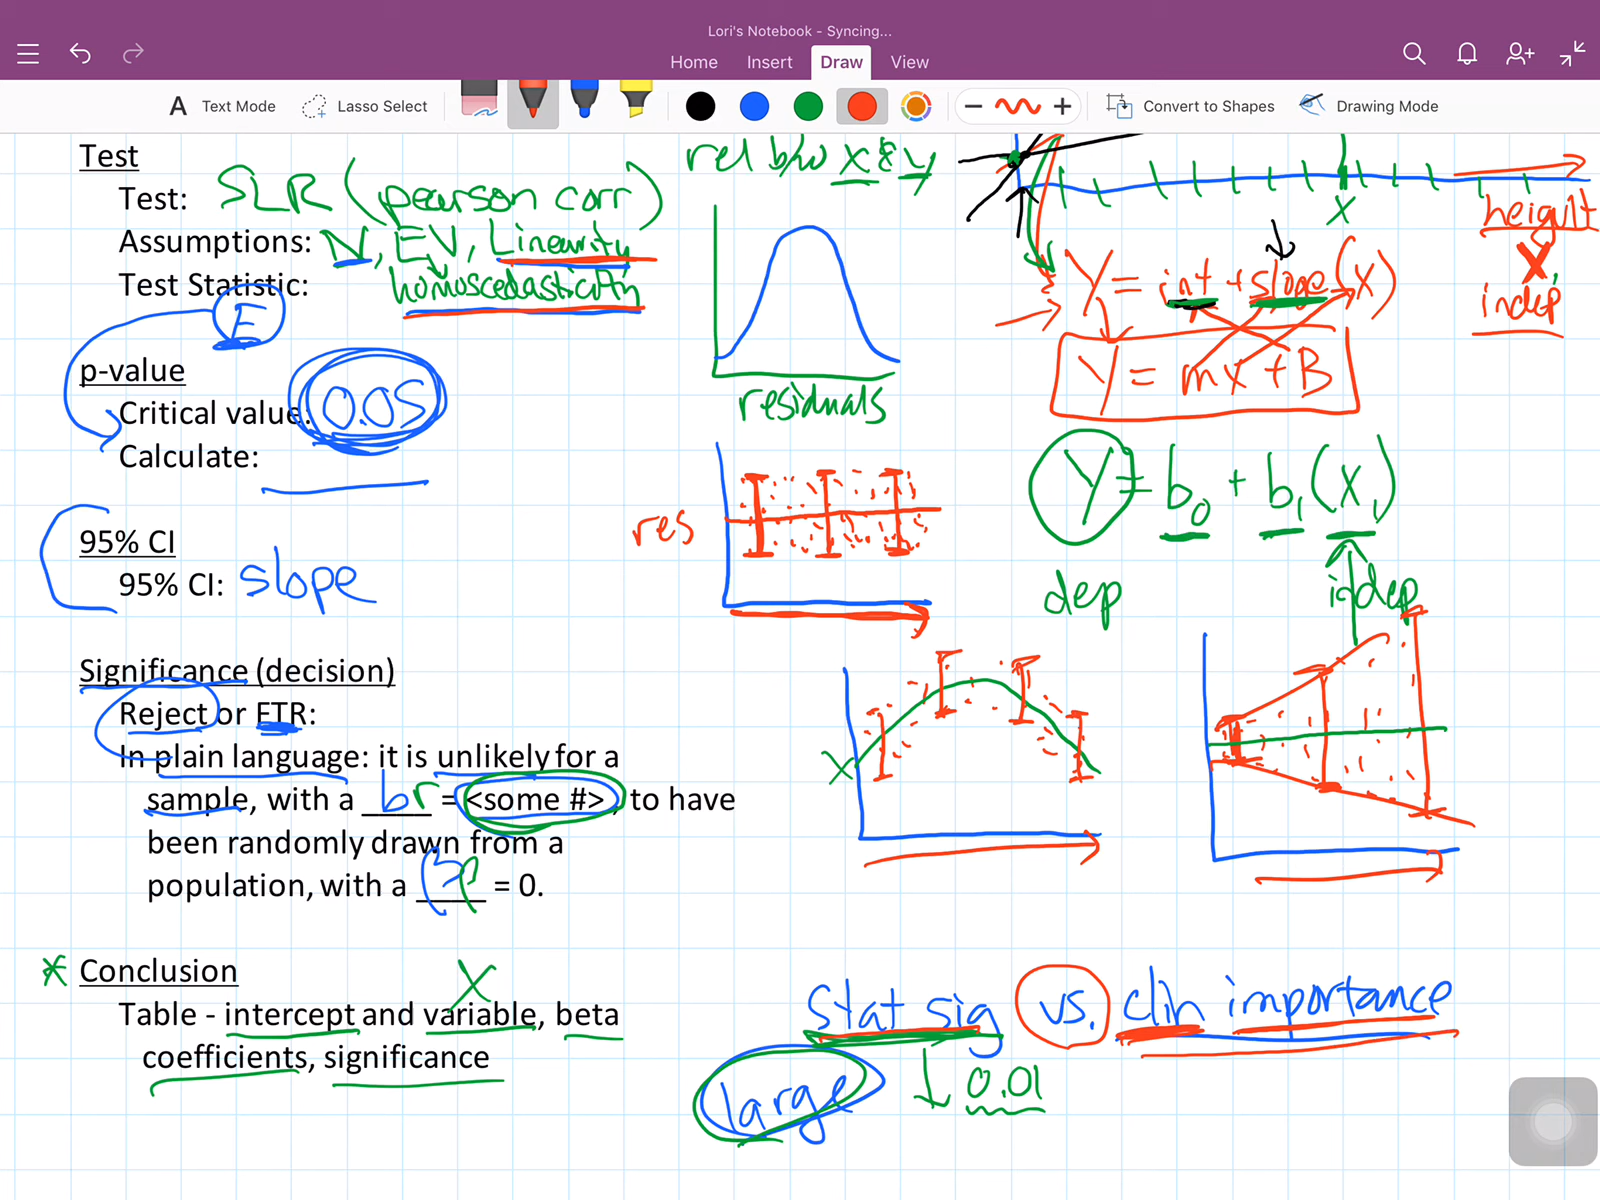 Lori's Notebook - Syncing...
Home Insert Draw View
Text Mode Lasso Select Convert to Shapes Drawing Mode
Test
Test: SLR (pearson corr)
Assumptions: N, EV, Linearity
homoscedasticity
Test Statistic:
F
p-value
Critical value: 0.05
Calculate:
95% CI
95% CI: slope
Significance (decision)
Reject or FTR:
In plain language: it is unlikely for a
sample, with a b r = <some #>, to have
been randomly drawn from a
population, with a β ρ = 0.
* Conclusion
X
Table - intercept and variable, beta
coefficients, significance
rel b/w X & y
residuals
res
X
height
X
indep
Y = int + slope (x)
Y = mx + B
Y = b0 + b1 (x1)
dep indep
X
Stat sig vs. clin importance
large ↓ 0.01